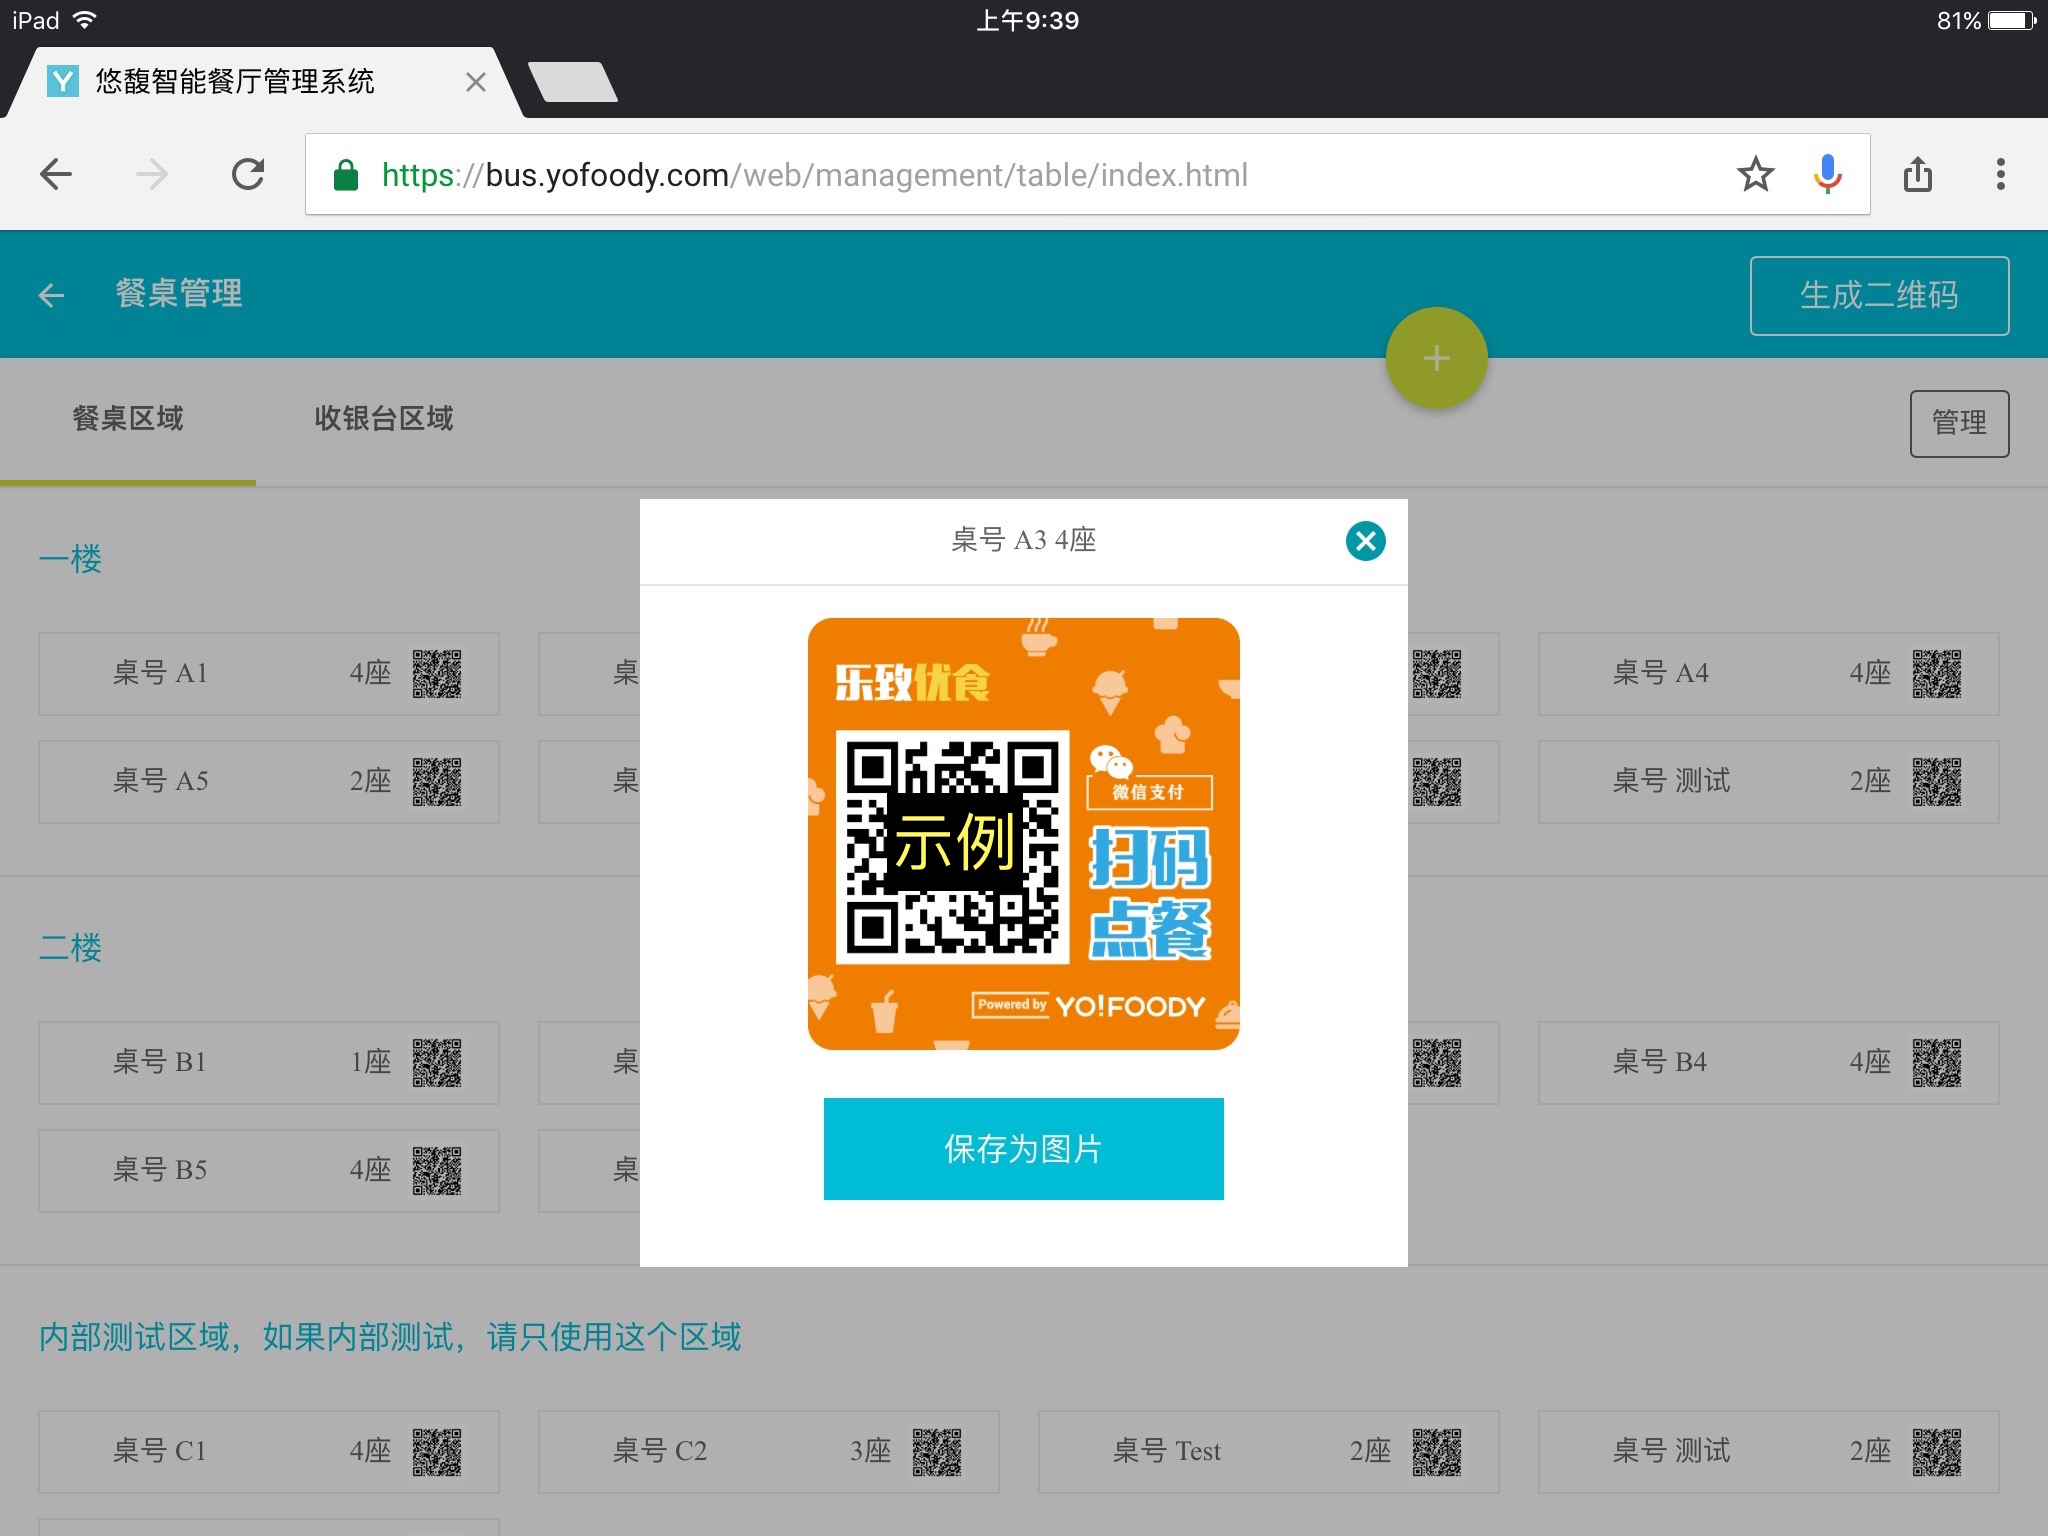 iPad
上午9:39
81%
悠馥智能餐厅管理系统
https://bus.yofoody.com/web/management/table/index.html
餐桌管理
生成二维码
餐桌区域
收银台区域
管理
桌号 A3 4座
一楼
桌号 A1 4座
桌
桌号 A4 4座
桌号 A5 2座
桌
桌号 测试 2座
乐致优食
微信支付
示例
扫码
点餐
Powered by YO!FOODY
保存为图片
二楼
桌号 B1 1座
桌
桌号 B4 4座
桌号 B5 4座
桌
内部测试区域，如果内部测试，请只使用这个区域
桌号 C1 4座
桌号 C2 3座
桌号 Test 2座
桌号 测试 2座